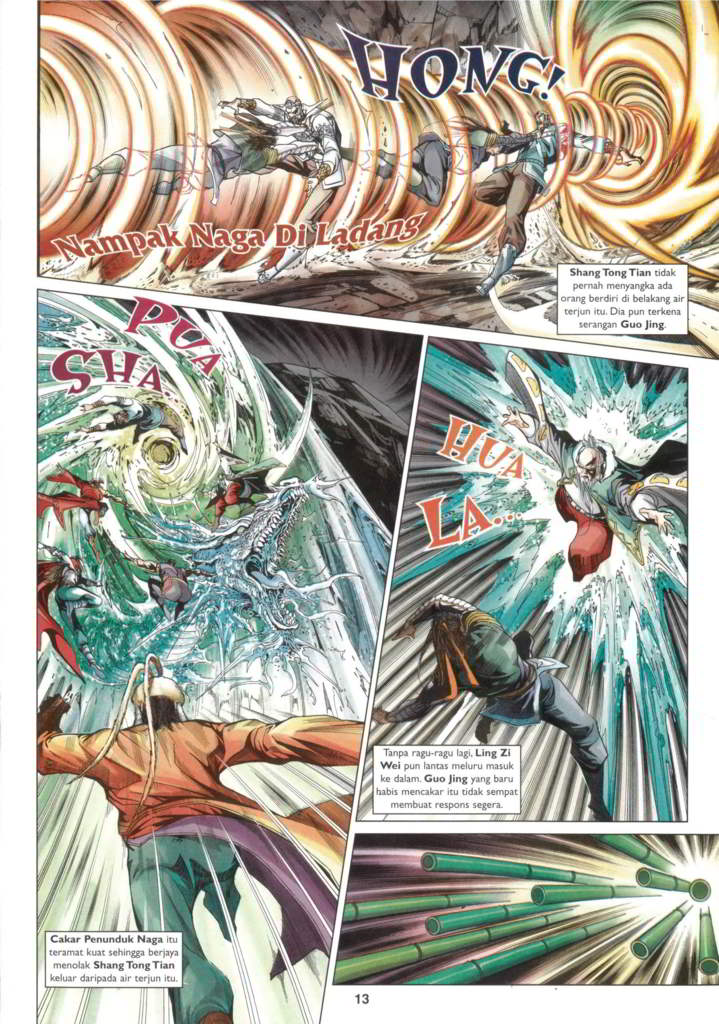 HONG!
Nampak Naga Di Ladang
Shang Tong Tian tidak
pernah menyangka ada
orang berdiri di belakang air
terjun itu. Dia pun terkena
serangan Guo Jing.
PUA
SHA..
HUA
LA...
Tanpa ragu-ragu lagi, Ling Zi
Wei pun lantas meluru masuk
ke dalam. Guo Jing yang baru
habis mencakar itu tidak sempat
membuat respons segera.
Cakar Penunduk Naga itu
teramat kuat sehingga berjaya
menolak Shang Tong Tian
keluar daripada air terjun itu.
13